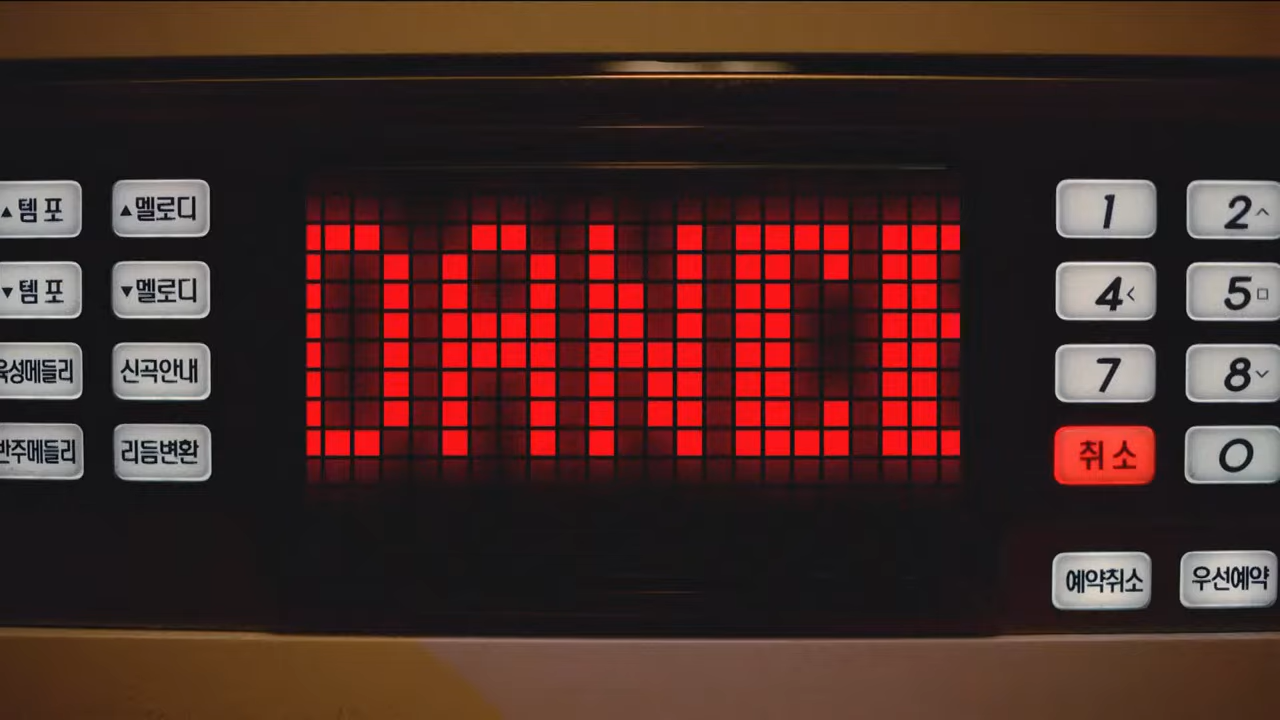 ▲템포 ▲멜로디
▼템포 ▼멜로디
육성메들리 신곡안내
반주메들리 리듬변환
DANCE
1 2
4 5
7 8
취소 0
예약취소 우선예약